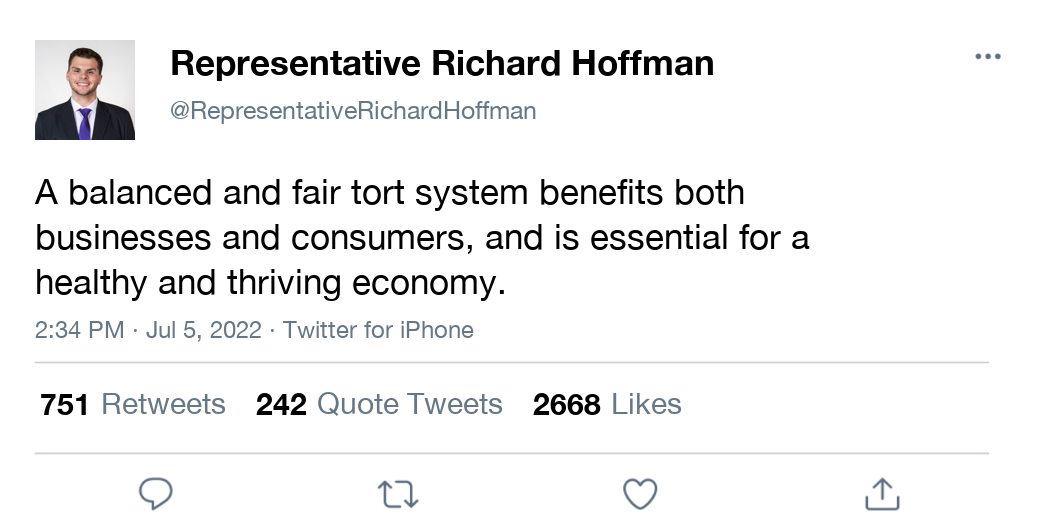 Representative Richard Hoffman
@RepresentativeRichardHoffman
A balanced and fair tort system benefits both
businesses and consumers, and is essential for a
healthy and thriving economy.
2:34 PM · Jul 5, 2022 · Twitter for iPhone
751 Retweets 242 Quote Tweets 2668 Likes